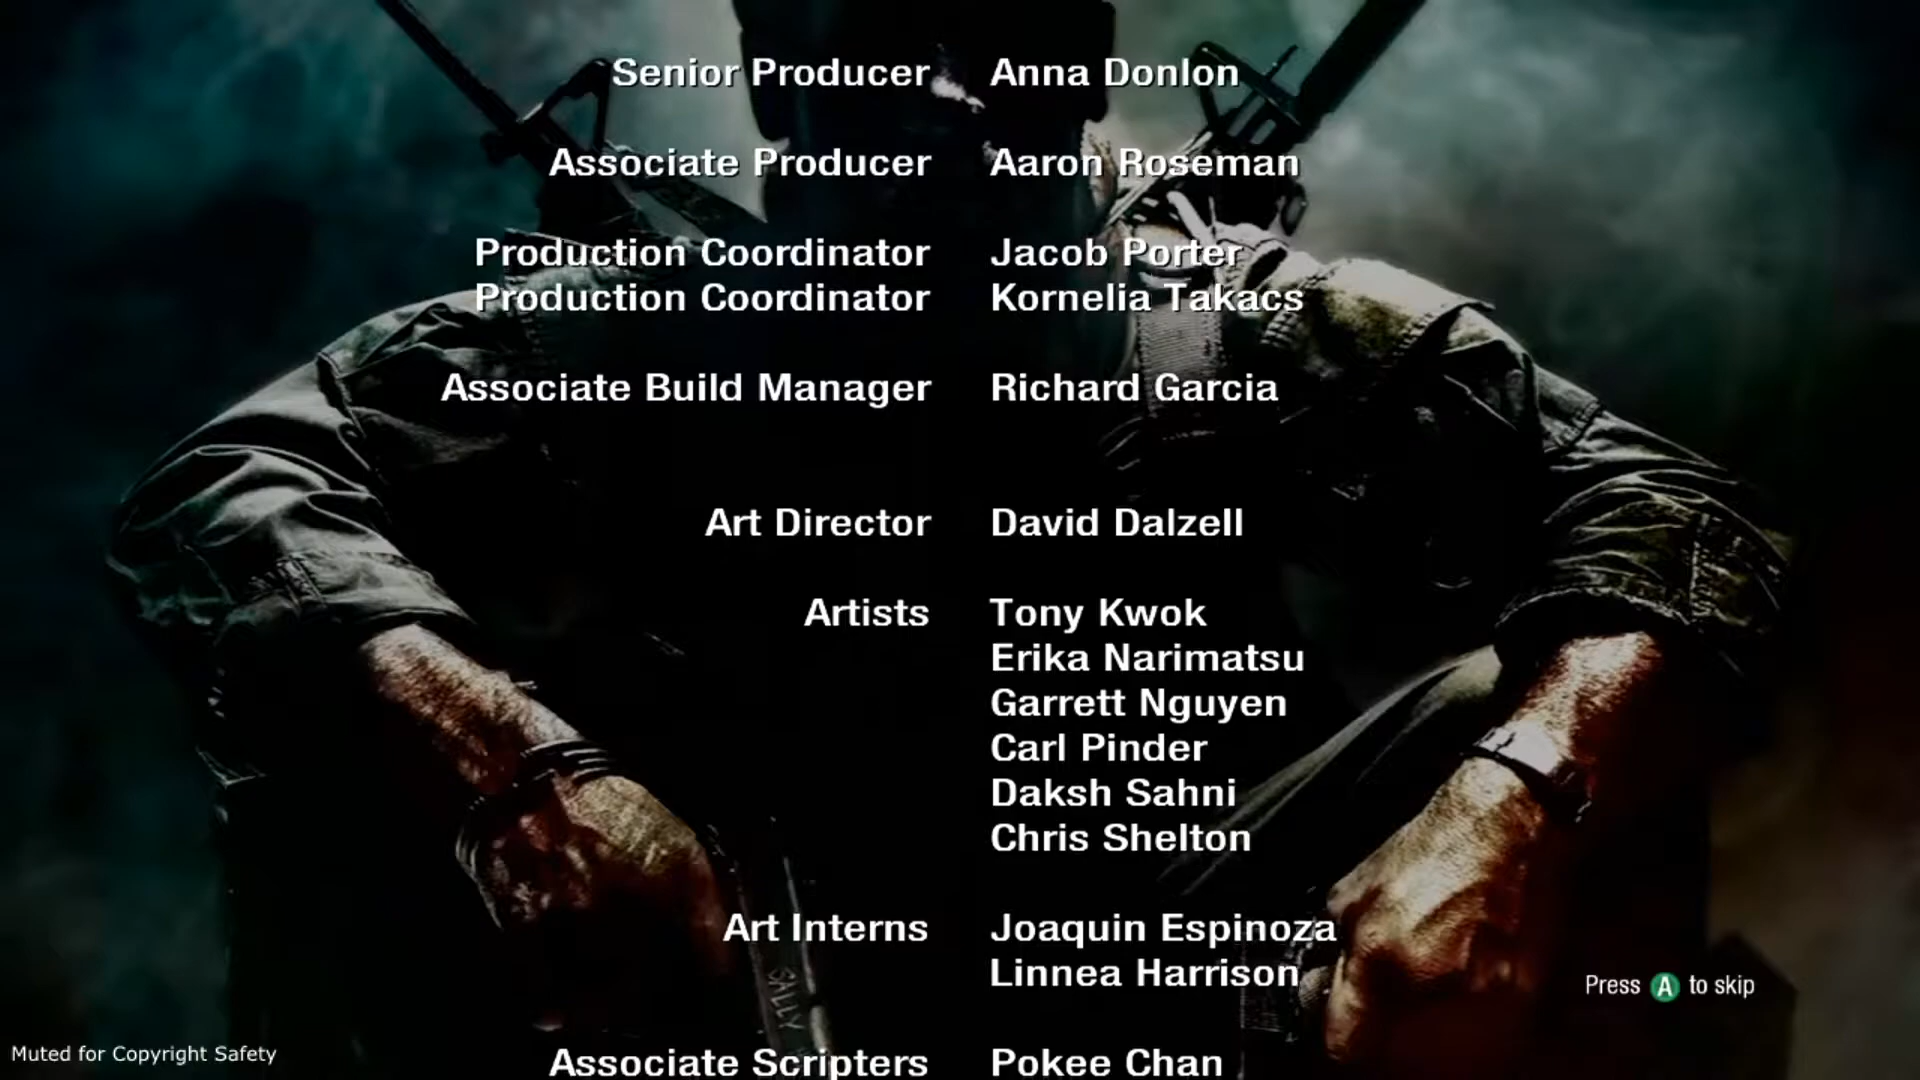 Senior Producer Anna Donlon
Associate Producer Aaron Roseman
Production Coordinator Jacob Porter
Production Coordinator Kornelia Takacs
Associate Build Manager Richard Garcia
Art Director David Dalzell
Artists Tony Kwok
Erika Narimatsu
Garrett Nguyen
Carl Pinder
Daksh Sahni
Chris Shelton
Art Interns Joaquin Espinoza
Linnea Harrison
SALLY
Press A to skip
Muted for Copyright Safety
Associate Scripters Pokee Chan